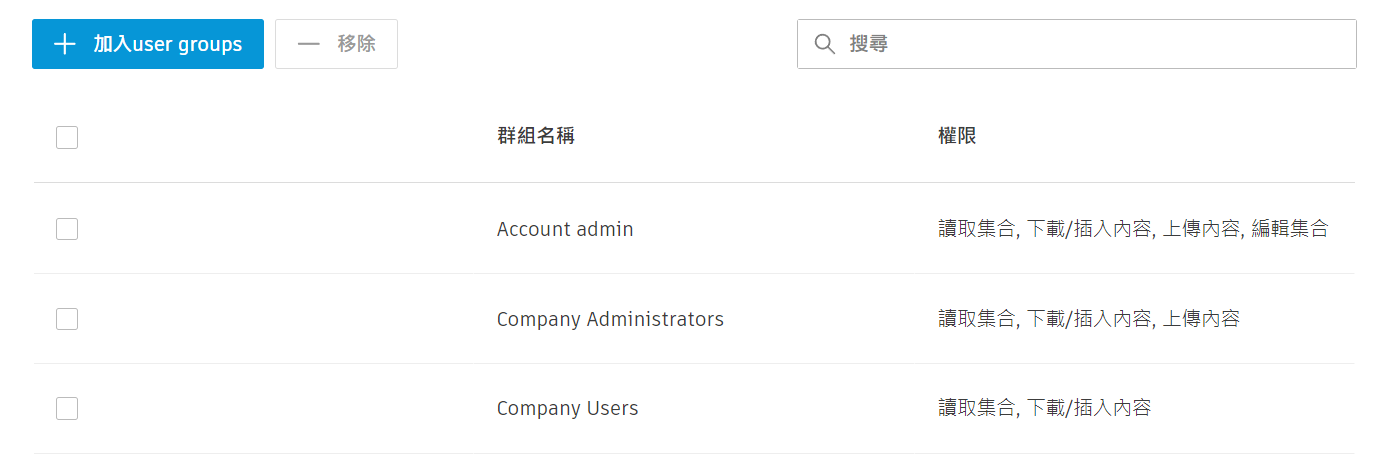 加入user groups 移除 搜尋
群組名稱 權限
Account admin 讀取集合, 下載/插入內容, 上傳內容, 編輯集合
Company Administrators 讀取集合, 下載/插入內容, 上傳內容
Company Users 讀取集合, 下載/插入內容